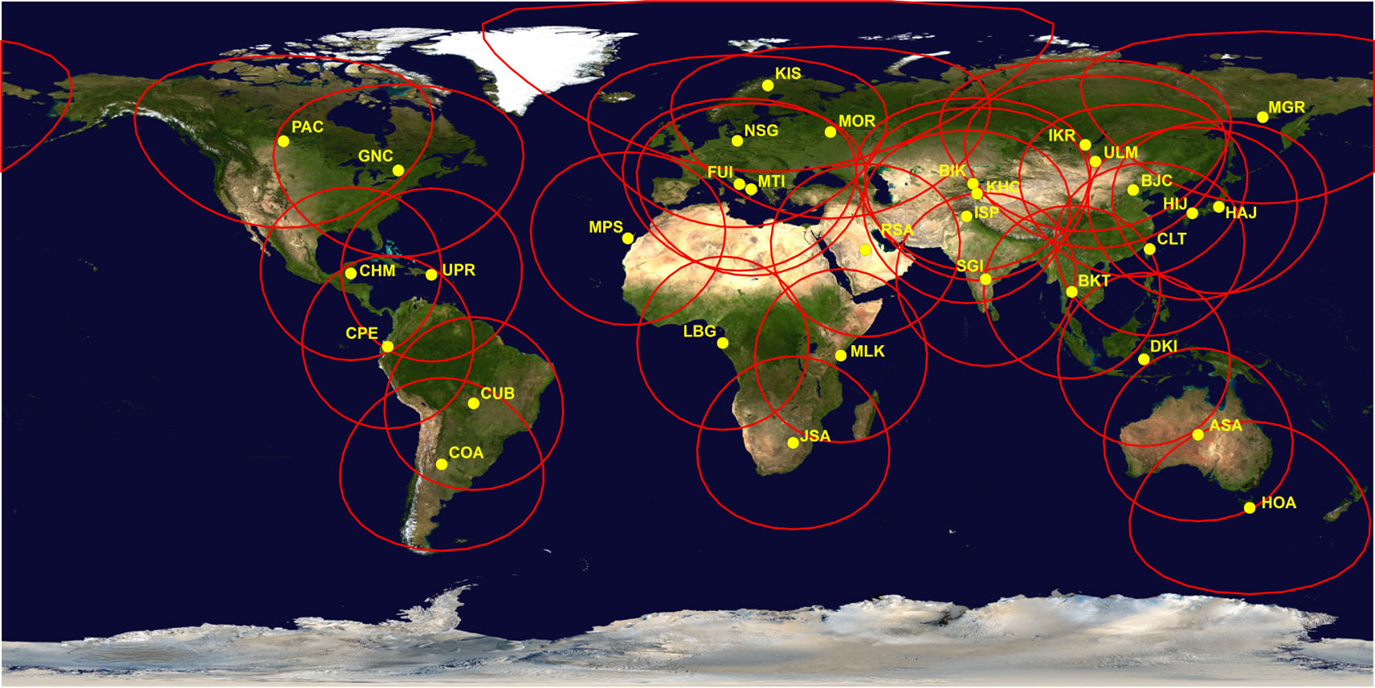 KIS
MGR
PAC
NSG
MOR
IKR
GNC
ULM
FUI
MTI
BIK
KHC
BJC
ISP
HIJ
HAJ
MPS
RSA
CLT
CHM
UPR
SGI
BKT
CPE
LBG
MLK
DKI
CUB
ASA
JSA
COA
HOA